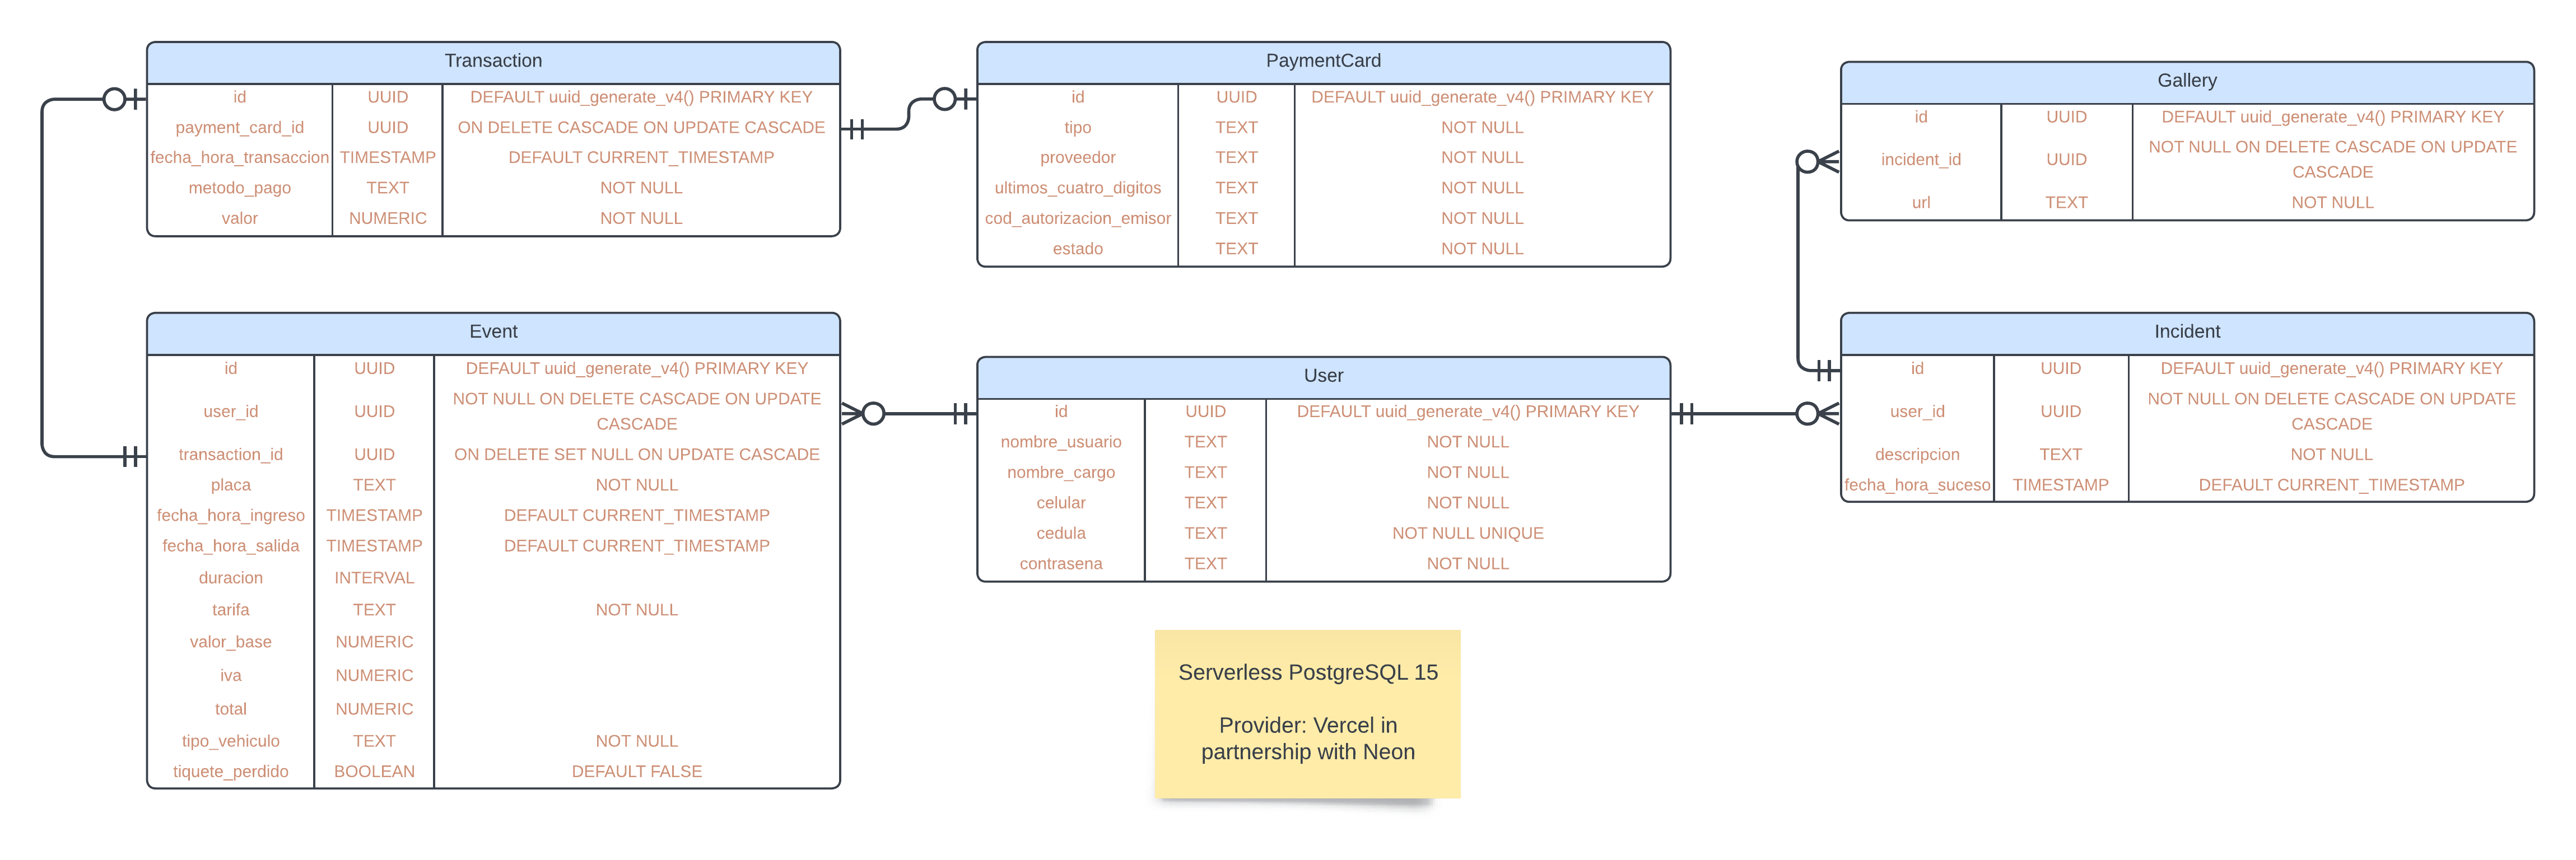 Transaction
id UUID DEFAULT uuid_generate_v4() PRIMARY KEY
payment_card_id UUID ON DELETE CASCADE ON UPDATE CASCADE
fecha_hora_transaccion TIMESTAMP DEFAULT CURRENT_TIMESTAMP
metodo_pago TEXT NOT NULL
valor NUMERIC NOT NULL
PaymentCard
id UUID DEFAULT uuid_generate_v4() PRIMARY KEY
tipo TEXT NOT NULL
proveedor TEXT NOT NULL
ultimos_cuatro_digitos TEXT NOT NULL
cod_autorizacion_emisor TEXT NOT NULL
estado TEXT NOT NULL
Gallery
id UUID DEFAULT uuid_generate_v4() PRIMARY KEY
incident_id UUID NOT NULL ON DELETE CASCADE ON UPDATE
CASCADE
url TEXT NOT NULL
Event
id UUID DEFAULT uuid_generate_v4() PRIMARY KEY
user_id UUID NOT NULL ON DELETE CASCADE ON UPDATE
CASCADE
transaction_id UUID ON DELETE SET NULL ON UPDATE CASCADE
placa TEXT NOT NULL
fecha_hora_ingreso TIMESTAMP DEFAULT CURRENT_TIMESTAMP
fecha_hora_salida TIMESTAMP DEFAULT CURRENT_TIMESTAMP
duracion INTERVAL
tarifa TEXT NOT NULL
valor_base NUMERIC
iva NUMERIC
total NUMERIC
tipo_vehiculo TEXT NOT NULL
tiquete_perdido BOOLEAN DEFAULT FALSE
User
id UUID DEFAULT uuid_generate_v4() PRIMARY KEY
nombre_usuario TEXT NOT NULL
nombre_cargo TEXT NOT NULL
celular TEXT NOT NULL
cedula TEXT NOT NULL UNIQUE
contrasena TEXT NOT NULL
Incident
id UUID DEFAULT uuid_generate_v4() PRIMARY KEY
user_id UUID NOT NULL ON DELETE CASCADE ON UPDATE
CASCADE
descripcion TEXT NOT NULL
fecha_hora_suceso TIMESTAMP DEFAULT CURRENT_TIMESTAMP
Serverless PostgreSQL 15
Provider: Vercel in
partnership with Neon